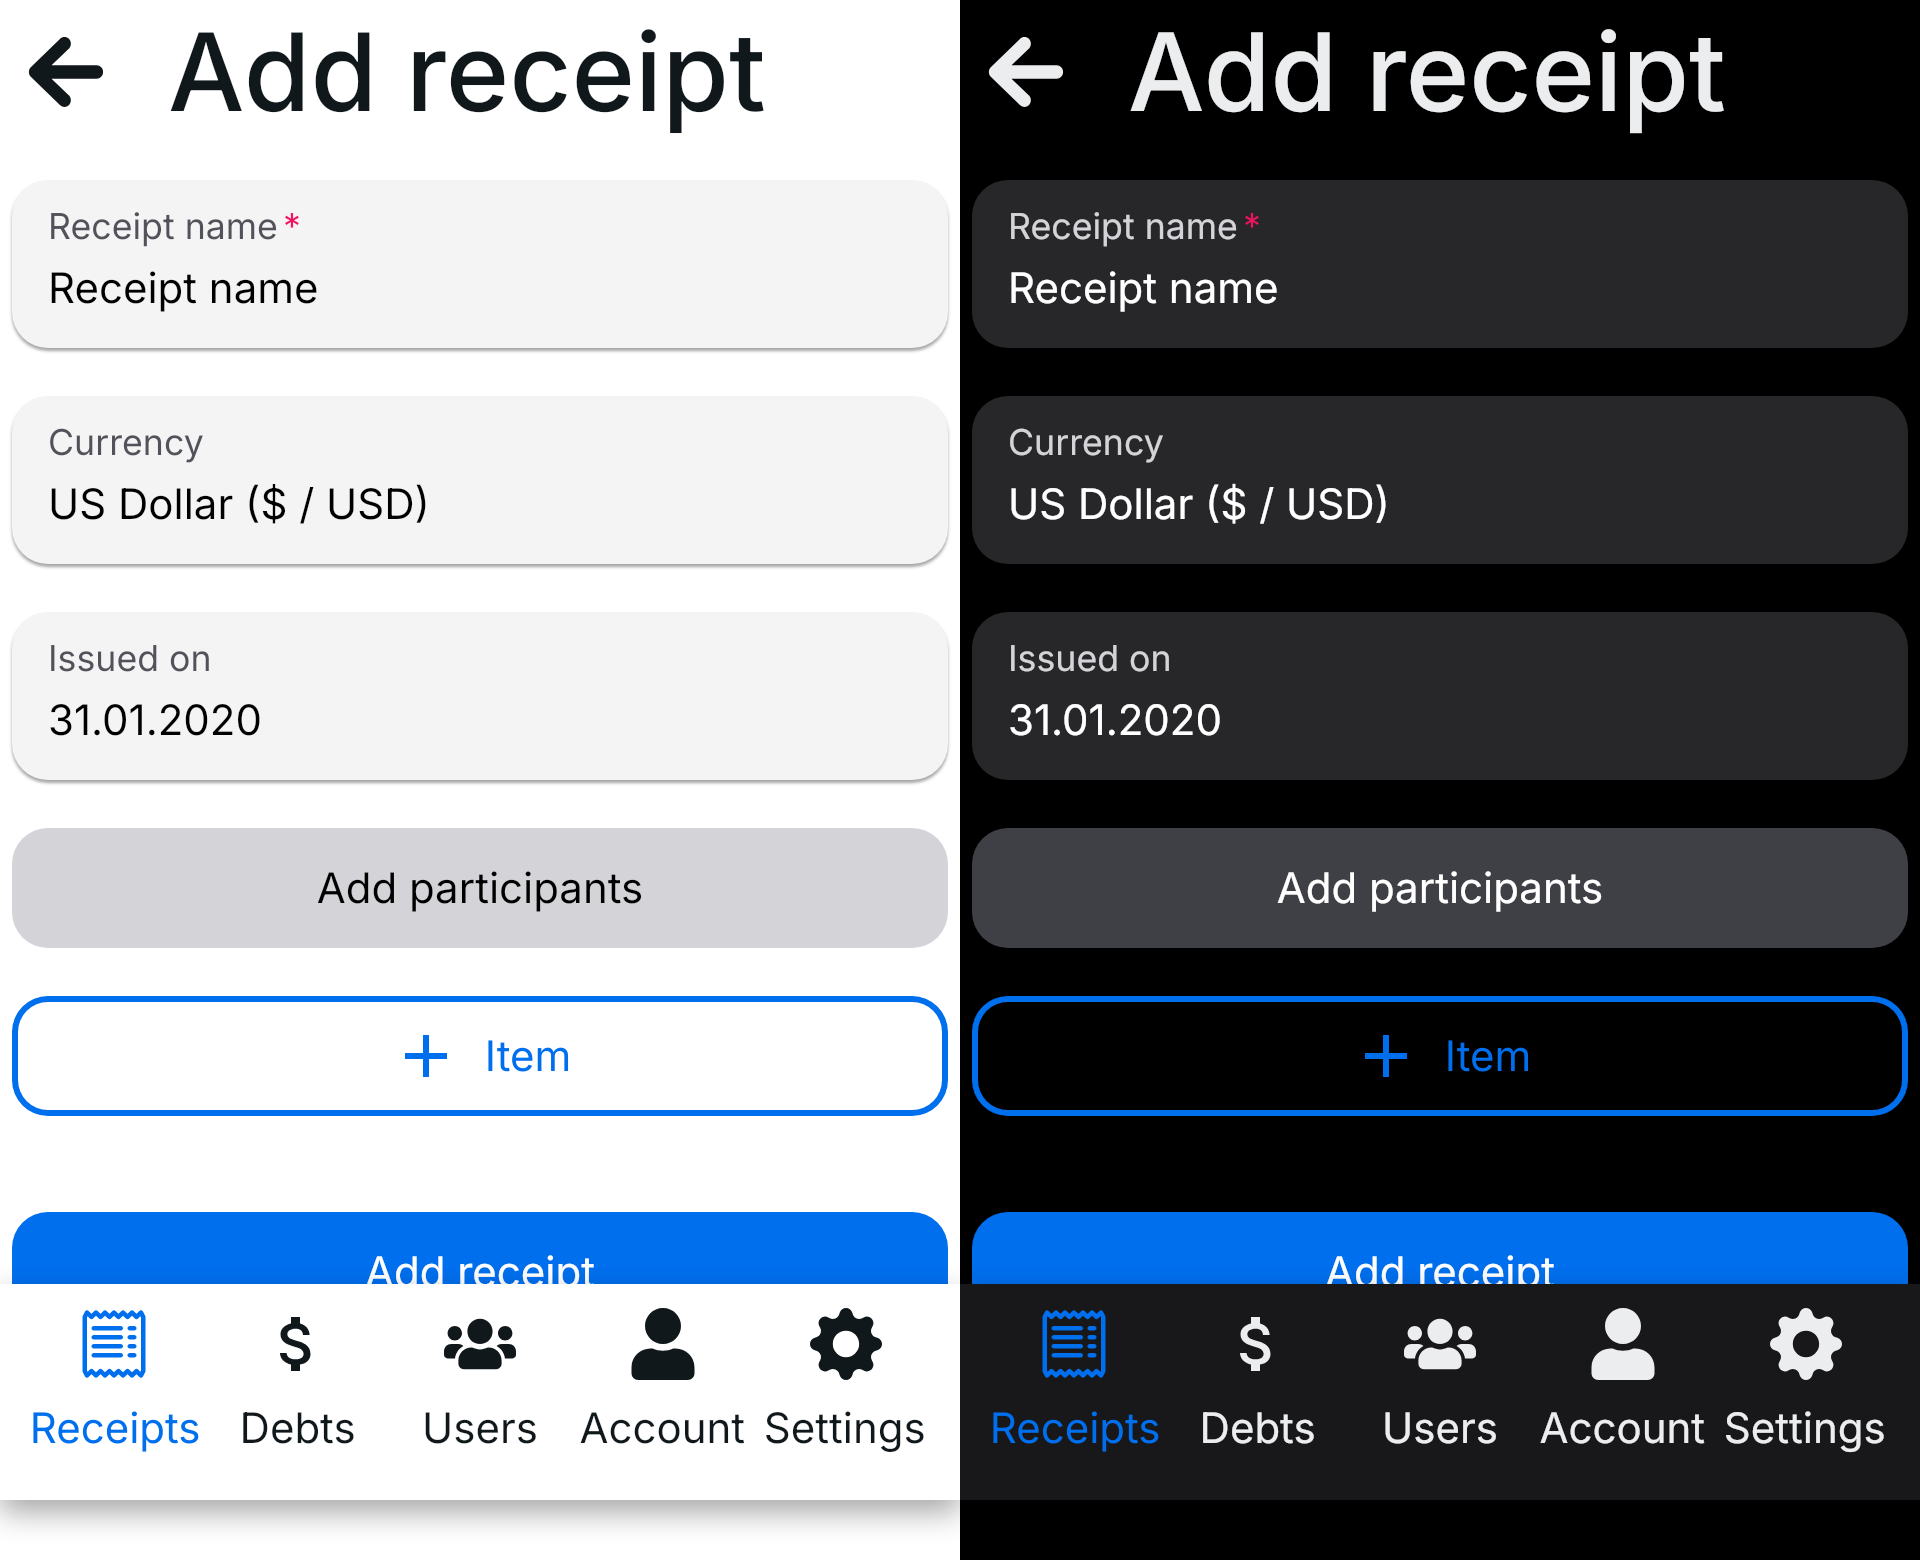 Add receipt
Receipt name *
Receipt name
Currency
US Dollar ($ / USD)
Issued on
31.01.2020
Add participants
+ Item
Add receipt
Receipts
Debts
Users
Account
Settings
Add receipt
Receipt name *
Receipt name
Currency
US Dollar ($ / USD)
Issued on
31.01.2020
Add participants
+ Item
Add receipt
Receipts
Debts
Users
Account
Settings